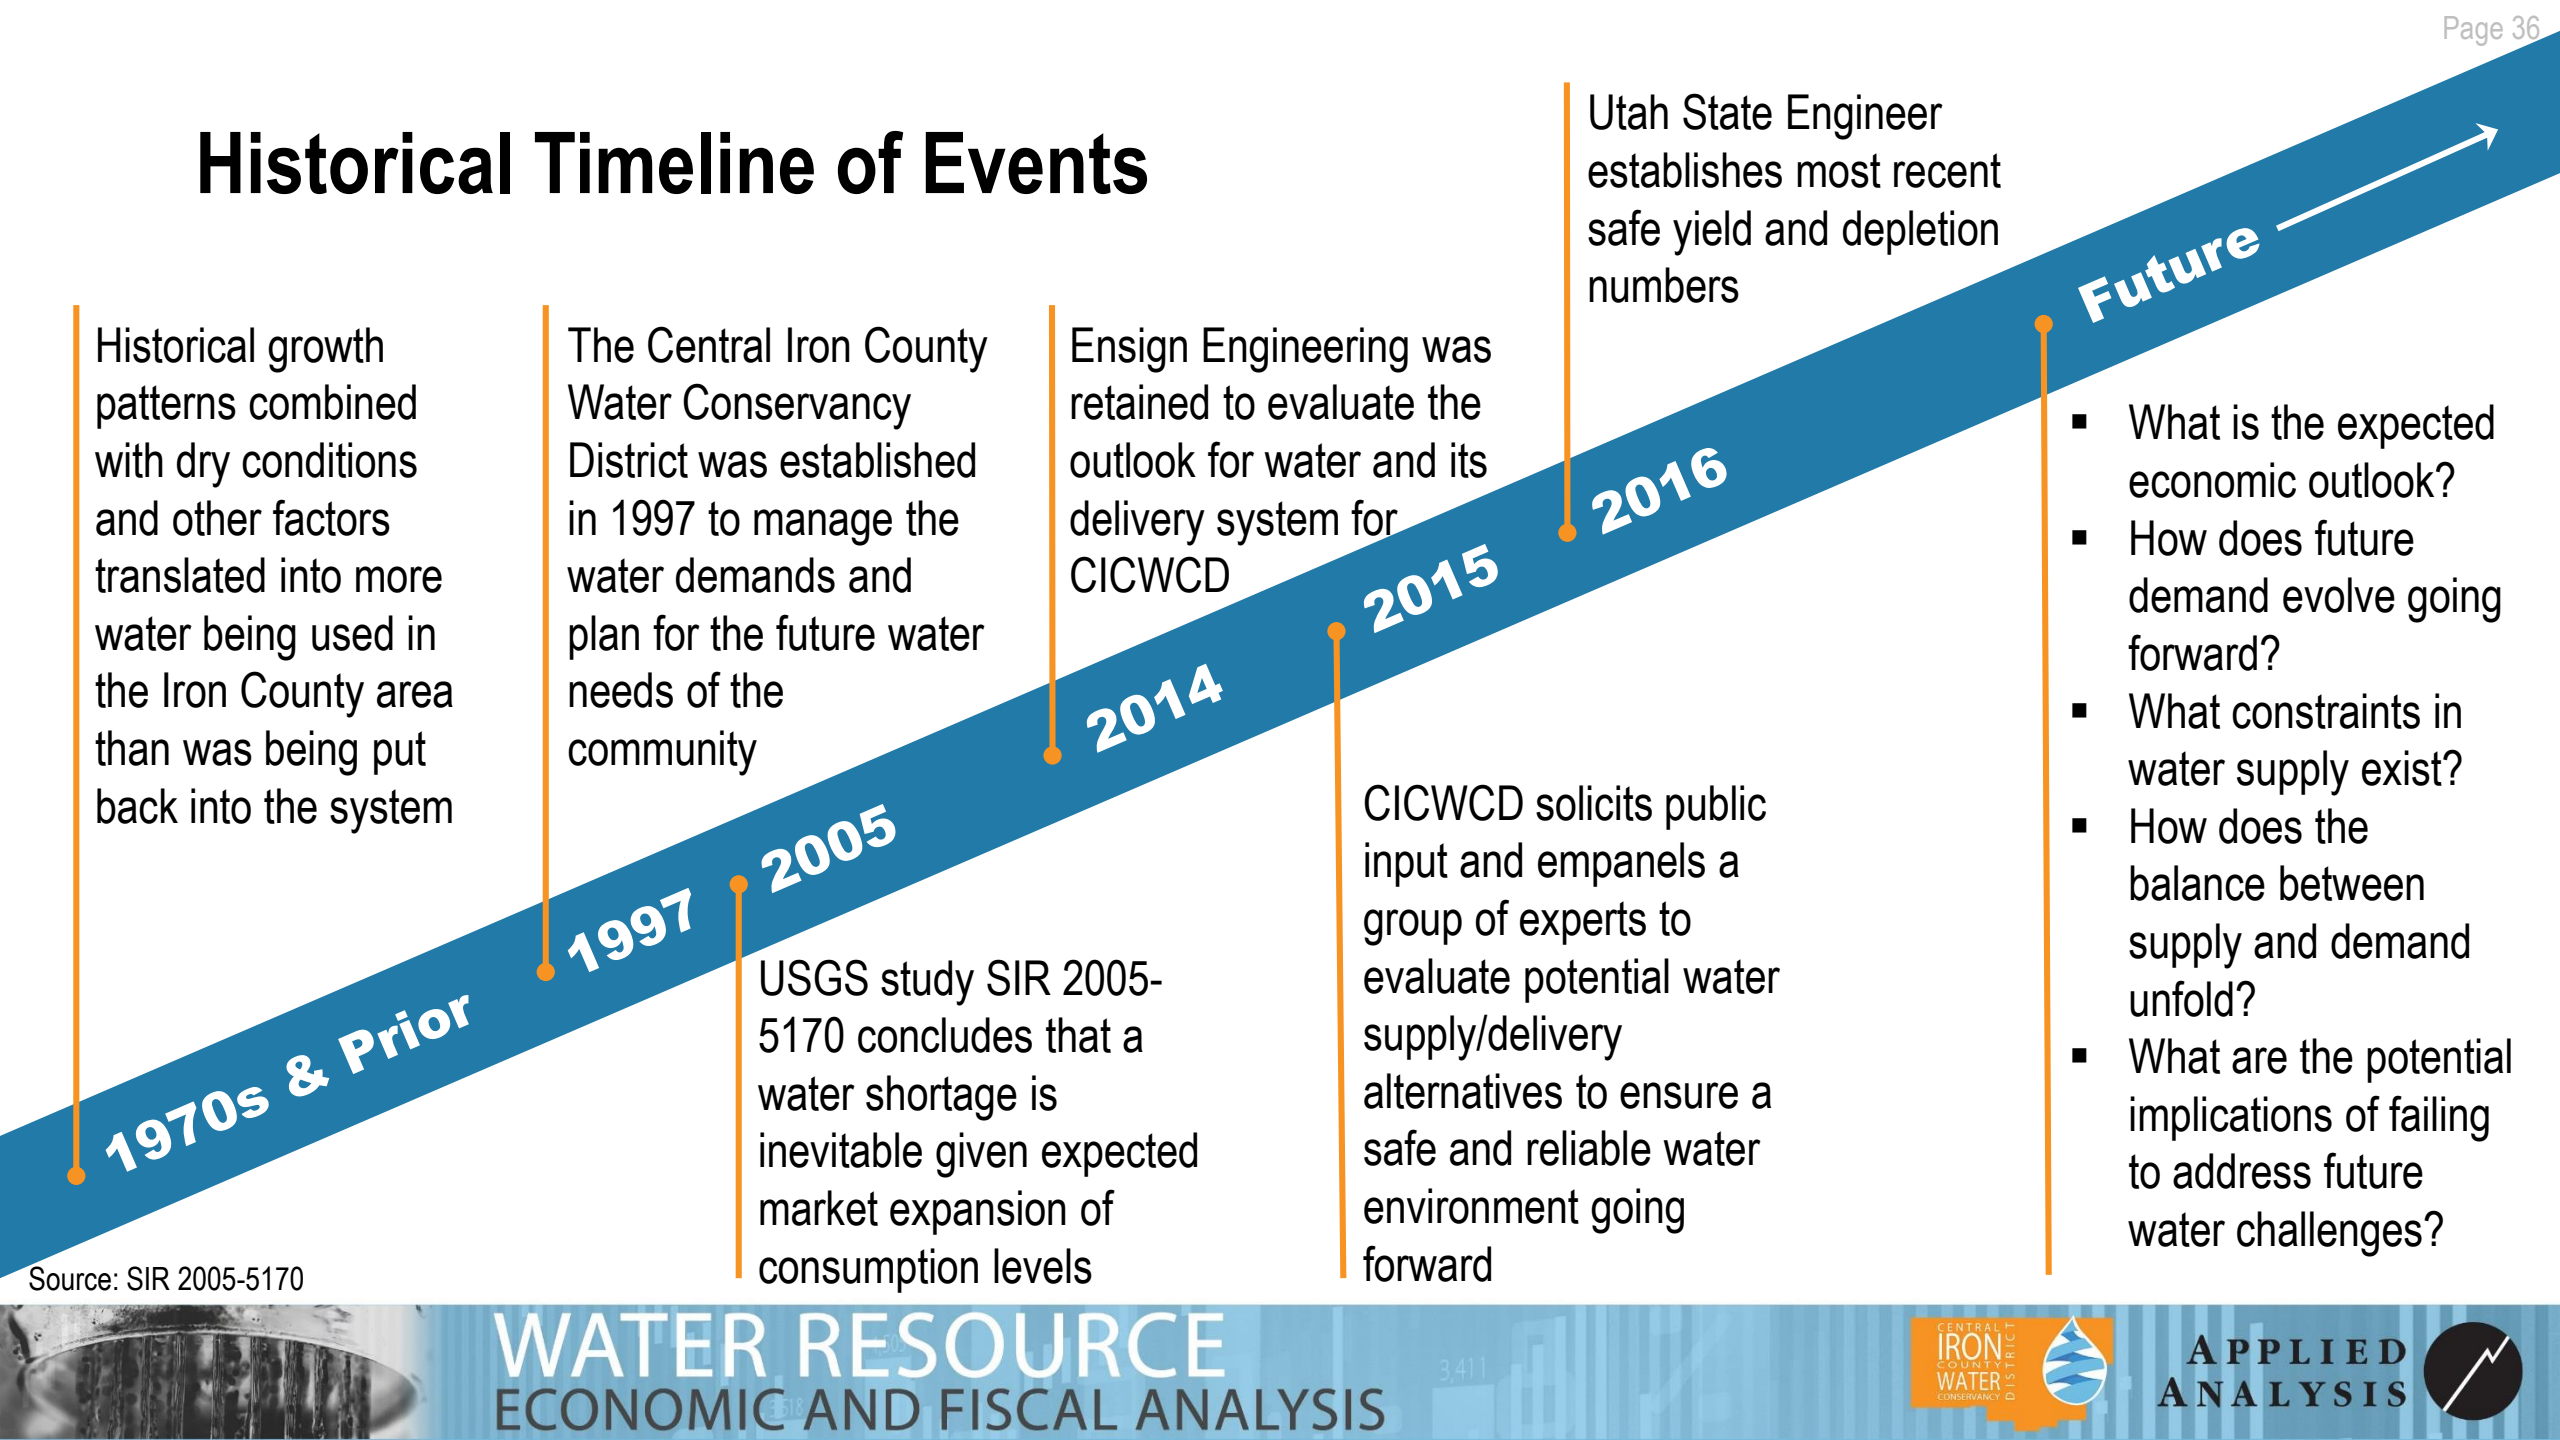 Page 36
Historical Timeline of Events
Historical growth
patterns combined
with dry conditions
and other factors
translated into more
water being used in
the Iron County area
than was being put
back into the system
1970s & Prior
The Central Iron County
Water Conservancy
District was established
in 1997 to manage the
water demands and
plan for the future water
needs of the
community
1997
2005
USGS study SIR 2005-
5170 concludes that a
water shortage is
inevitable given expected
market expansion of
consumption levels
Ensign Engineering was
retained to evaluate the
outlook for water and its
delivery system for
CICWCD
2014
2015
CICWCD solicits public
input and empanels a
group of experts to
evaluate potential water
supply/delivery
alternatives to ensure a
safe and reliable water
environment going
forward
Utah State Engineer
establishes most recent
safe yield and depletion
numbers
2016
Future
▪ What is the expected
economic outlook?
▪ How does future
demand evolve going
forward?
▪ What constraints in
water supply exist?
▪ How does the
balance between
supply and demand
unfold?
▪ What are the potential
implications of failing
to address future
water challenges?
Source: SIR 2005-5170
WATER RESOURCE
ECONOMIC AND FISCAL ANALYSIS
3,411
CENTRAL
IRON
COUNTY
WATER
CONSERVANCY
DISTRICT
APPLIED
ANALYSIS